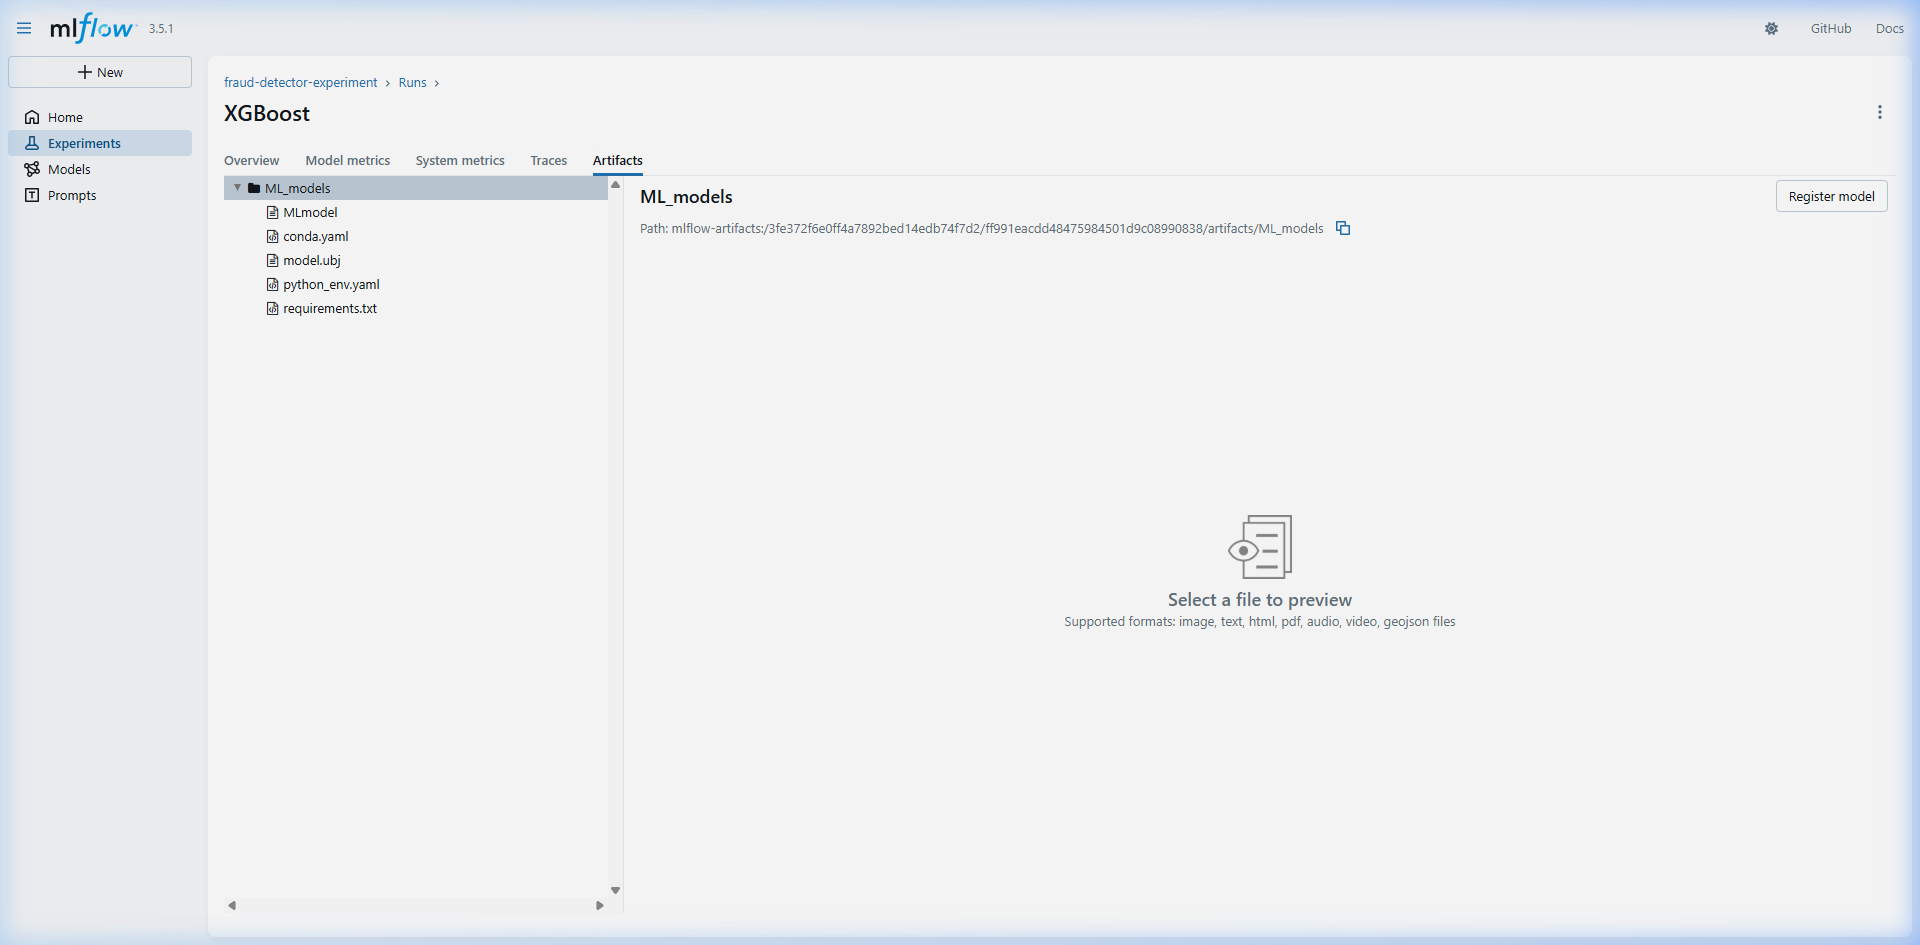 mlflow 3.5.1
GitHub
Docs
New
Home
Experiments
Models
Prompts
fraud-detector-experiment › Runs ›
XGBoost
Overview
Model metrics
System metrics
Traces
Artifacts
ML_models
MLmodel
conda.yaml
model.ubj
python_env.yaml
requirements.txt
ML_models
Register model
Path: mlflow-artifacts:/3fe372f6e0ff4a7892bed14edb74f7d2/ff991eacdd48475984501d9c08990838/artifacts/ML_models
Select a file to preview
Supported formats: image, text, html, pdf, audio, video, geojson files